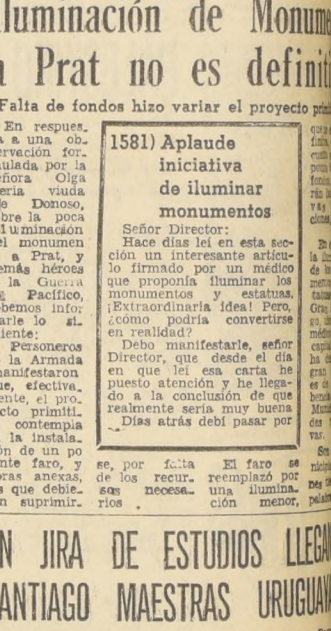 luminación de Monum
Prat no es definit
Falta de fondos hizo variar el proyecto
En respues-
a una ob-
servación for-
mulada por la
señora Olga
viuda
de Donoso,
sobre la poca
iluminación
el monumen
a Prat, y
demás héroes
de la Guerra
Pacífico,
debemos infor
marle lo si-
guiente:
Personeros
la Armada
manifestaron
que, efectiva-
mente, el pro-
yecto primiti-
contempla
la instala-
ón de un po
nte faro, y
obras anexas,
s que debie-
n suprimir-
1581) Aplaude
iniciativa
de iluminar
monumentos
Señor Director:
Hace días leí en esta sec-
ción un interesante artícu-
lo firmado por un médico
que proponía iluminar los
monumentos y estatuas.
¡Extraordinaria idea! Pero,
¿cómo podría convertirse
en realidad?
Debo manifestarle, señor
Director, que desde el día
en que leí esa carta he
puesto atención y he llega-
do a la conclusión de que
realmente sería muy buena
Días atrás debí pasar por
se, por falta
de los recur-
sos necesa-
rios
El faro se
reemplazó por
una ilumina-
ción menor,
N JIRA DE ESTUDIOS LLEGAN
ANTIAGO MAESTRAS URUGUAYA